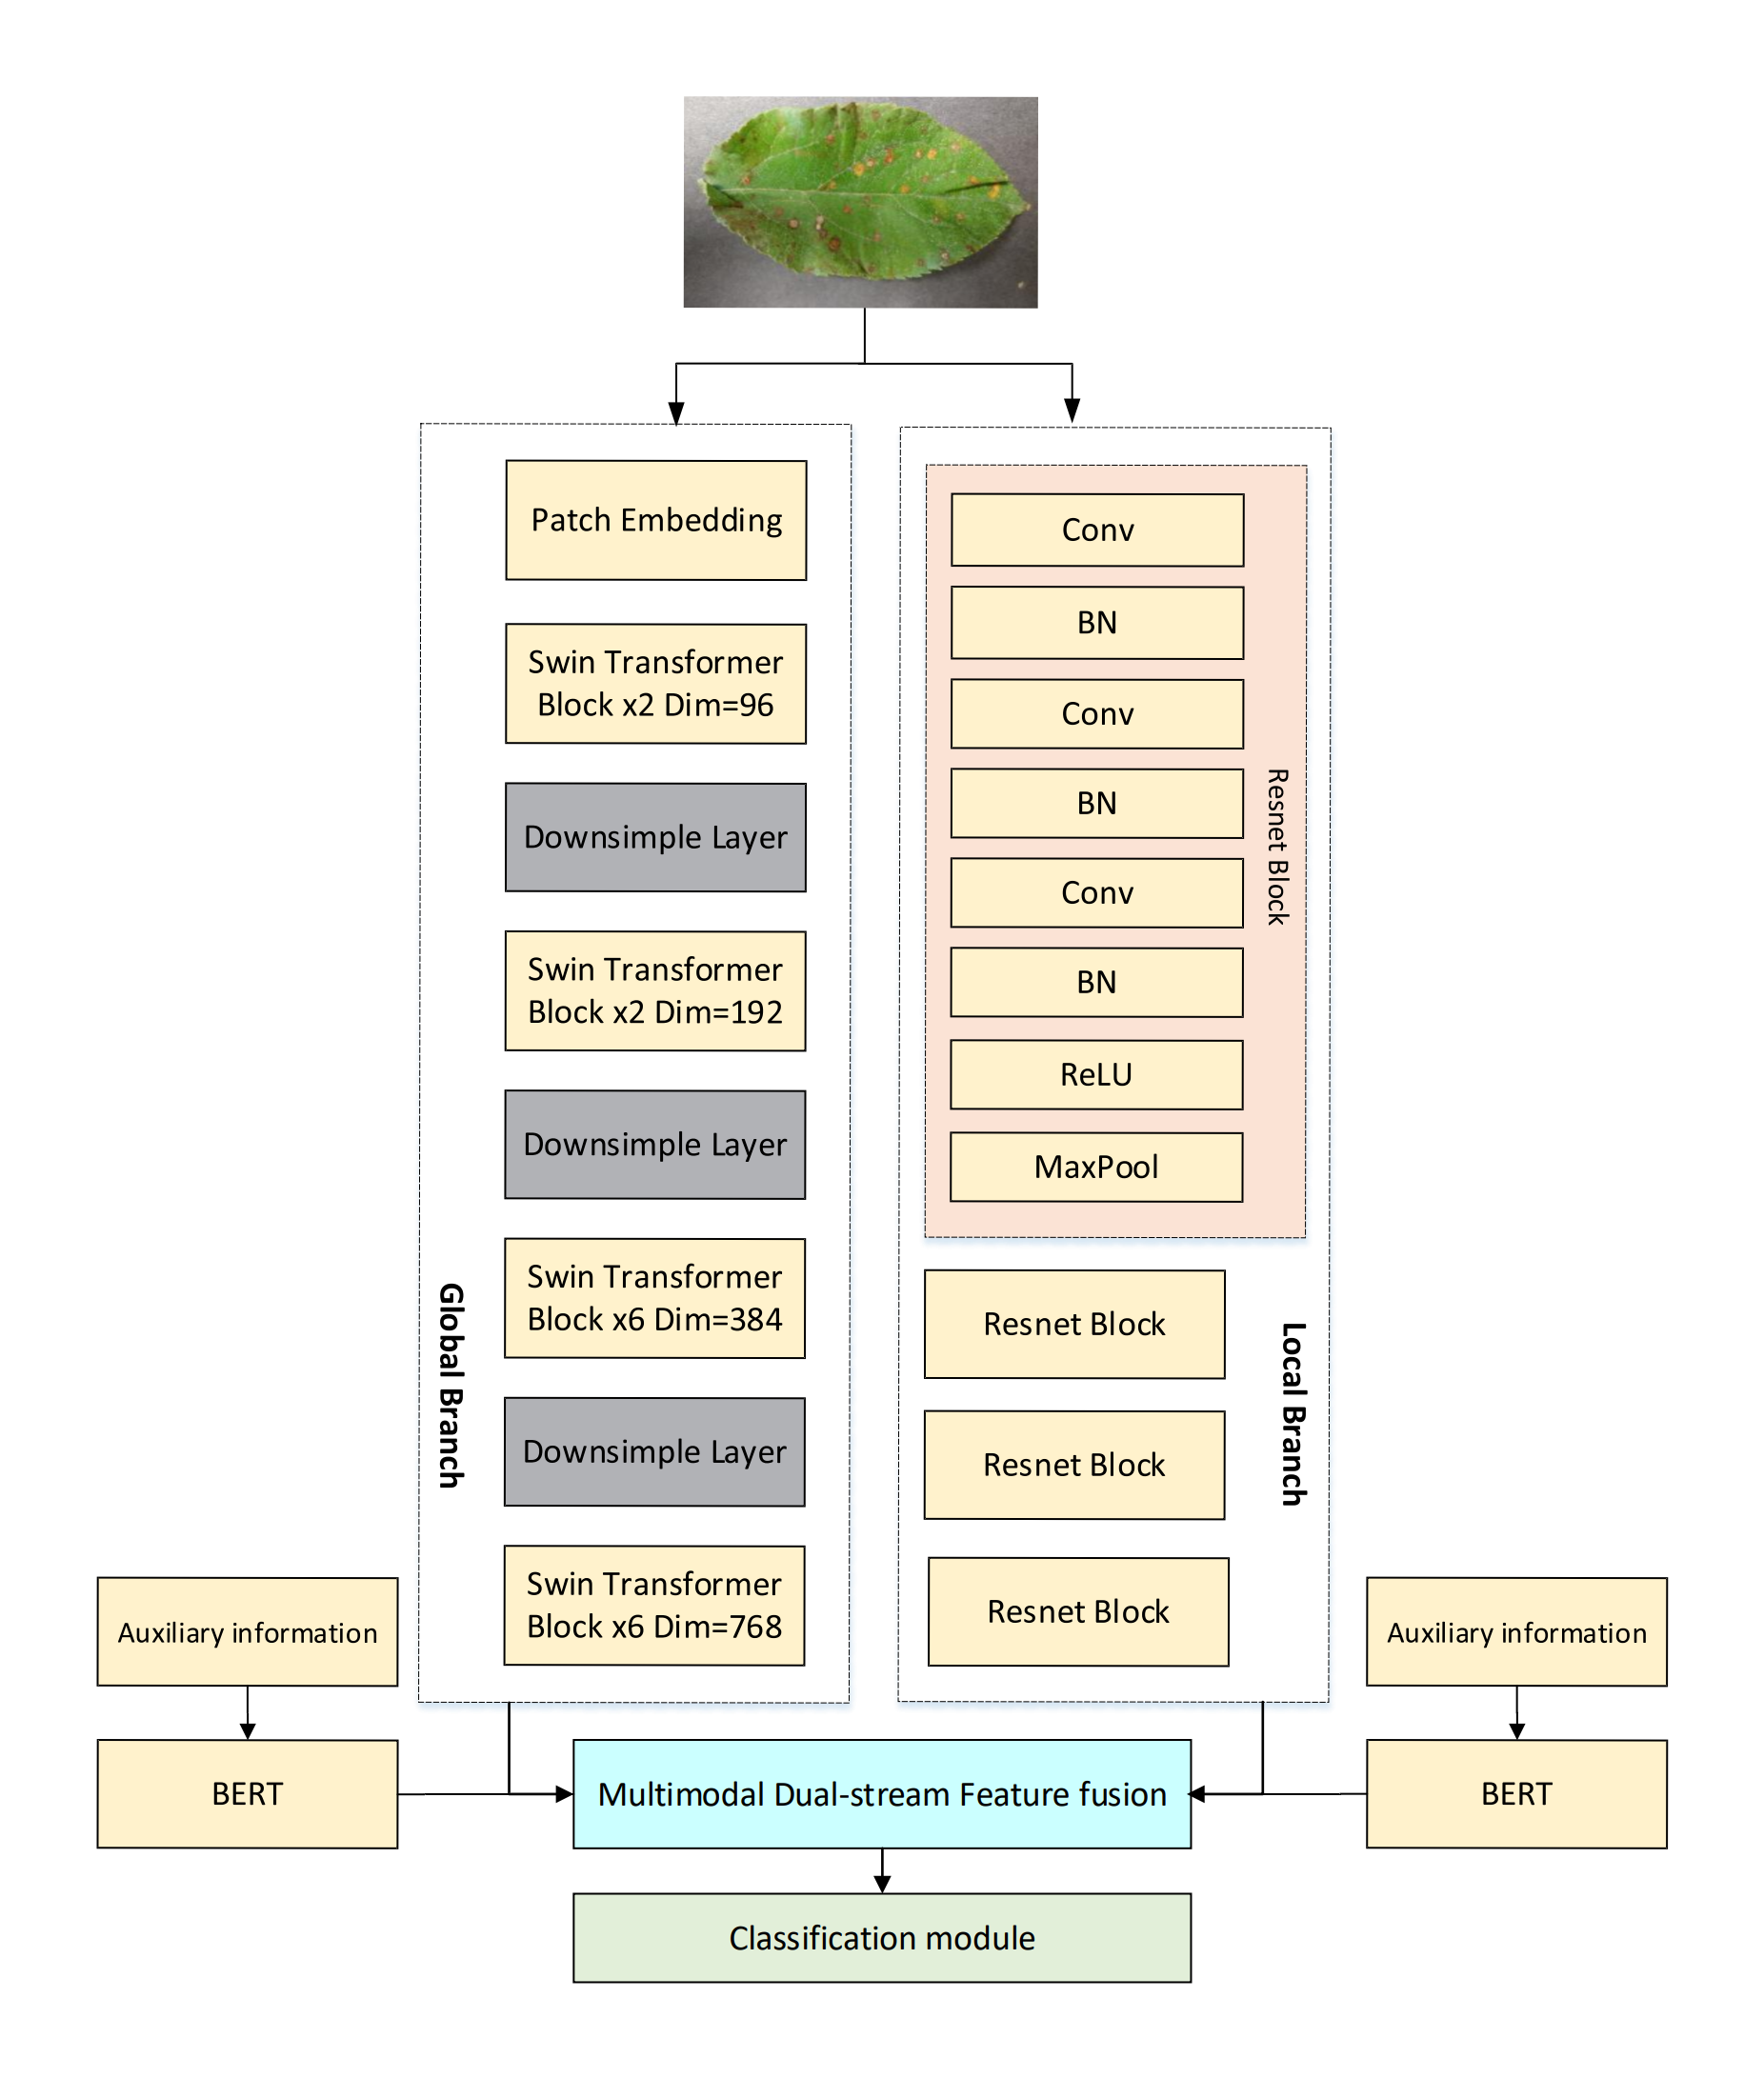 Patch Embedding
Swin Transformer
Block x2 Dim=96
Downsimple Layer
Swin Transformer
Block x2 Dim=192
Downsimple Layer
Swin Transformer
Block x6 Dim=384
Downsimple Layer
Swin Transformer
Block x6 Dim=768
Global Branch
Conv
BN
Conv
BN
Conv
BN
ReLU
MaxPool
Resnet Block
Resnet Block
Resnet Block
Resnet Block
Local Branch
Auxiliary information
BERT
Auxiliary information
BERT
Multimodal Dual-stream Feature fusion
Classification module